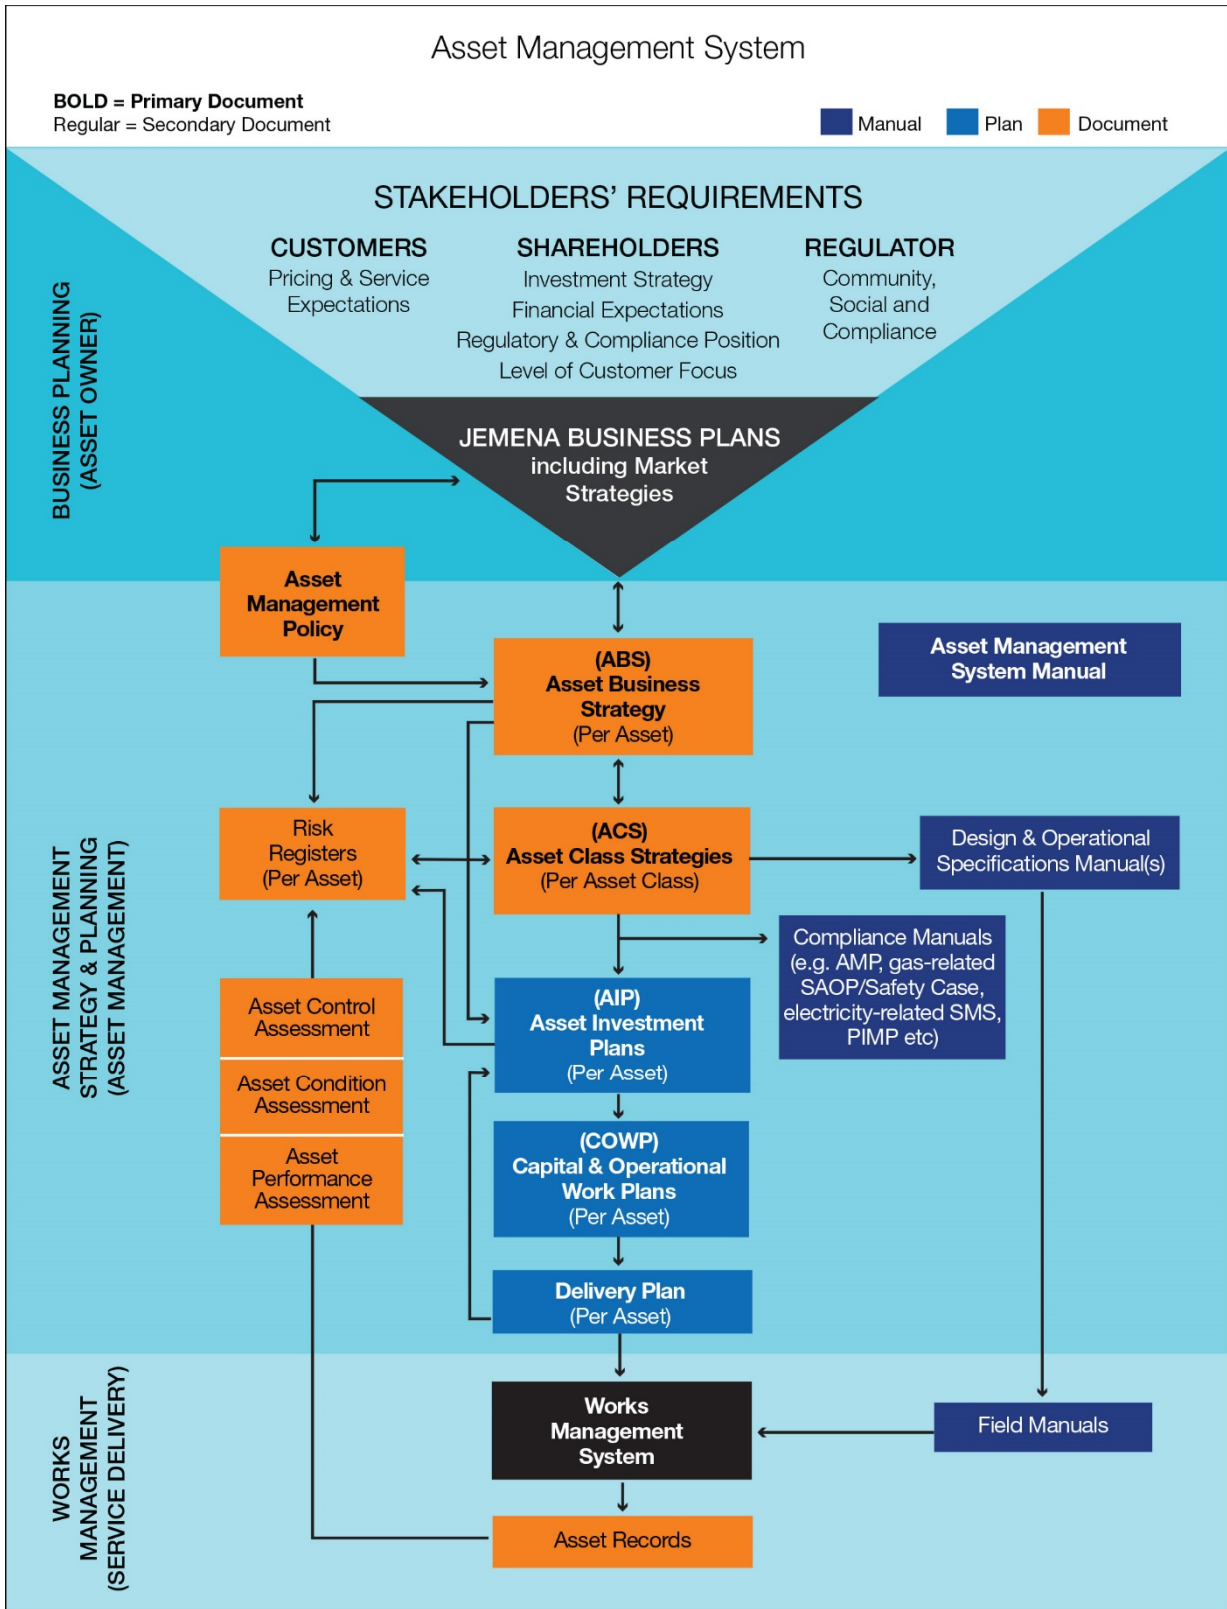 Asset Management System
BOLD = Primary Document
Regular = Secondary Document
Manual
Plan
Document
STAKEHOLDERS’ REQUIREMENTS
CUSTOMERS
Pricing & Service
Expectations
SHAREHOLDERS
Investment Strategy
Financial Expectations
Regulatory & Compliance Position
Level of Customer Focus
REGULATOR
Community,
Social and
Compliance
BUSINESS PLANNING
(ASSET OWNER)
JEMENA BUSINESS PLANS
including Market
Strategies
Asset
Management
Policy
(ABS)
Asset Business
Strategy
(Per Asset)
Asset Management
System Manual
ASSET MANAGEMENT
STRATEGY & PLANNING
(ASSET MANAGEMENT)
Risk
Registers
(Per Asset)
(ACS)
Asset Class Strategies
(Per Asset Class)
Design & Operational
Specifications Manual(s)
Compliance Manuals
(e.g. AMP, gas-related
SAOP/Safety Case,
electricity-related SMS,
PIMP etc)
Asset Control
Assessment
Asset Condition
Assessment
Asset
Performance
Assessment
(AIP)
Asset Investment
Plans
(Per Asset)
(COWP)
Capital & Operational
Work Plans
(Per Asset)
Delivery Plan
(Per Asset)
WORKS
MANAGEMENT
(SERVICE DELIVERY)
Works
Management
System
Field Manuals
Asset Records